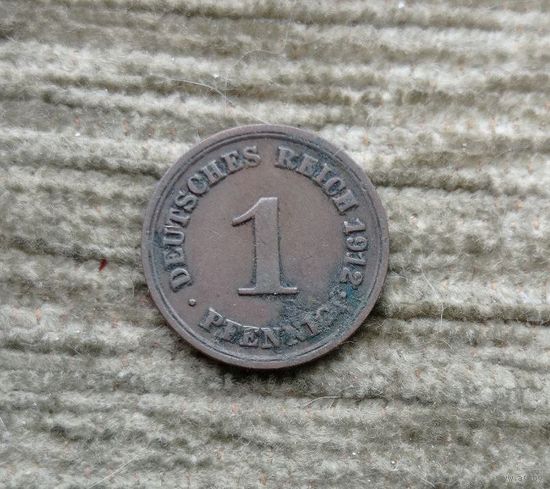 DEUTSCHES REICH 1912
1
PFENNIG